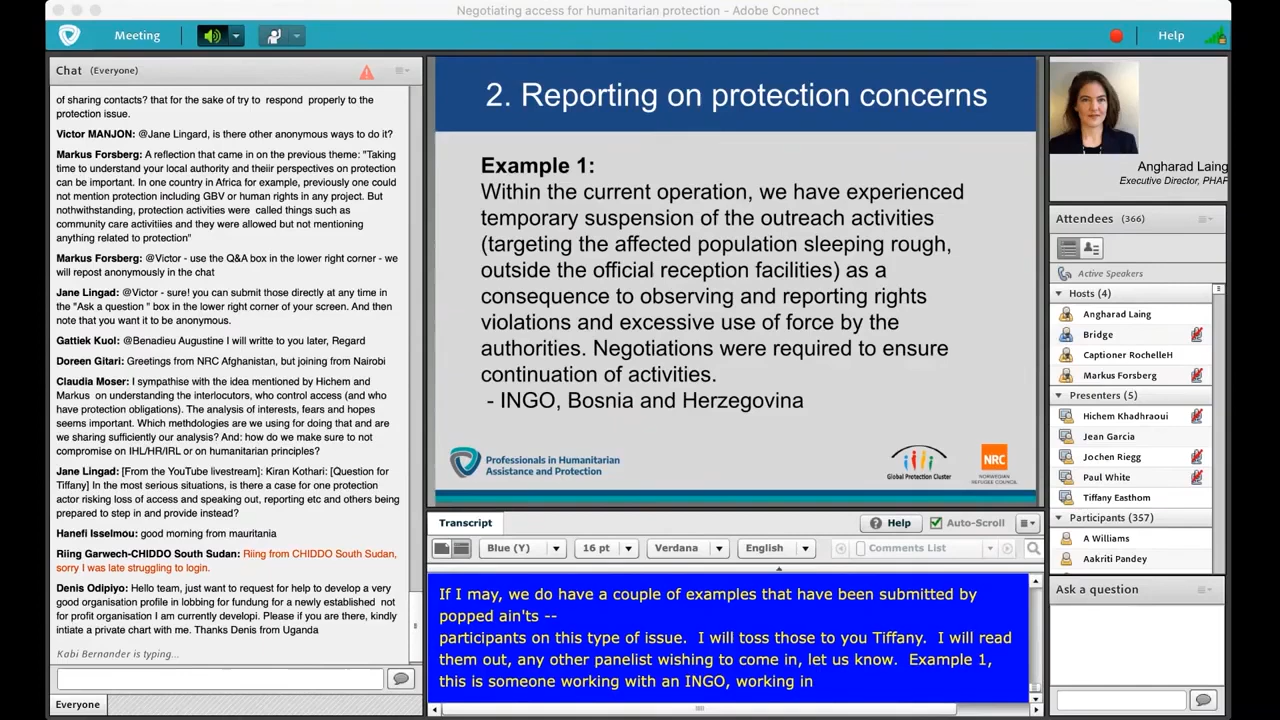 Negotiating access for humanitarian protection - Adobe Connect
Meeting
Help
Chat (Everyone)
of sharing contacts? that for the sake of try to respond properly to the
protection issue.
Victor MANJON: @Jane Lingard, is there other anonymous ways to do it?
Markus Forsberg: A reflection that came in on the previous theme: "Taking
time to understand your local authority and theiir perspectives on protection
can be important. In one country in Africa for example, previously one could
not mention protection including GBV or human rights in any project. But
nothwithstanding, protection activities were called things such as
community care activitiies and they were allowed but not mentioning
anything related to protection"
Markus Forsberg: @Victor - use the Q&A box in the lower right corner - we
will repost anonymously in the chat
Jane Lingad: @Victor - sure! you can submit those directly at any time in
the "Ask a question " box in the lower right corner of your screen. And then
note that you want it to be anonymous.
Gattiek Kuol: @Benadieu Augustine I will write to you later, Regard
Doreen Gitari: Greetings from NRC Afghanistan, but joining from Nairobi
Claudia Moser: I sympathise with the idea mentioned by Hichem and
Markus on understanding the interlocutors, who control access (and who
have protection obligations). The analysis of interests, fears and hopes
seems important. Which methdologies are we using for doing that and are
we sharing sufficiently our analysis? And: how do we make sure to not
compromise on IHL/HR/IRL or on humanitarian principles?
Jane Lingad: [From the YouTube livestream]: Kiran Kothari: [Question for
Tiffany] In the most serious situations, is there a case for one protection
actor risking loss of access and speaking out, reporting etc and others being
prepared to step in and provide instead?
Hanefi Isselmou: good morning from mauritania
Riing Garwech-CHIDDO South Sudan: Riing from CHIDDO South Sudan,
sorry I was late struggling to login.
Denis Odipiyo: Hello team, just want to request for help to develop a very
good organisation profile in lobbing for fundung for a newly established not
for profit organisation I am currently developi. Please if you are there, kindly
intiate a private chart with me. Thanks Denis from Uganda
Kabi Bernander is typing...
Everyone
2. Reporting on protection concerns
Example 1:
Within the current operation, we have experienced
temporary suspension of the outreach activities
(targeting the affected population sleeping rough,
outside the official reception facilities) as a
consequence to observing and reporting rights
violations and excessive use of force by the
authorities. Negotiations were required to ensure
continuation of activities.
- INGO, Bosnia and Herzegovina
Professionals in Humanitarian
Assistance and Protection
Global Protection Cluster
NRC
NORWEGIAN
REFUGEE COUNCIL
Transcript
Help
Auto-Scroll
Blue (Y)
16 pt
Verdana
English
Comments List
If I may, we do have a couple of examples that have been submitted by
popped ain'ts --
participants on this type of issue. I will toss those to you Tiffany. I will read
them out, any other panelist wishing to come in, let us know. Example 1,
this is someone working with an INGO, working in
Angharad Laing
Executive Director, PHAP
Attendees (366)
Active Speakers
Hosts (4)
Angharad Laing
Bridge
Captioner RochelleH
Markus Forsberg
Presenters (5)
Hichem Khadhraoui
Jean Garcia
Jochen Riegg
Paul White
Tiffany Easthom
Participants (357)
A Williams
Aakriti Pandey
Ask a question